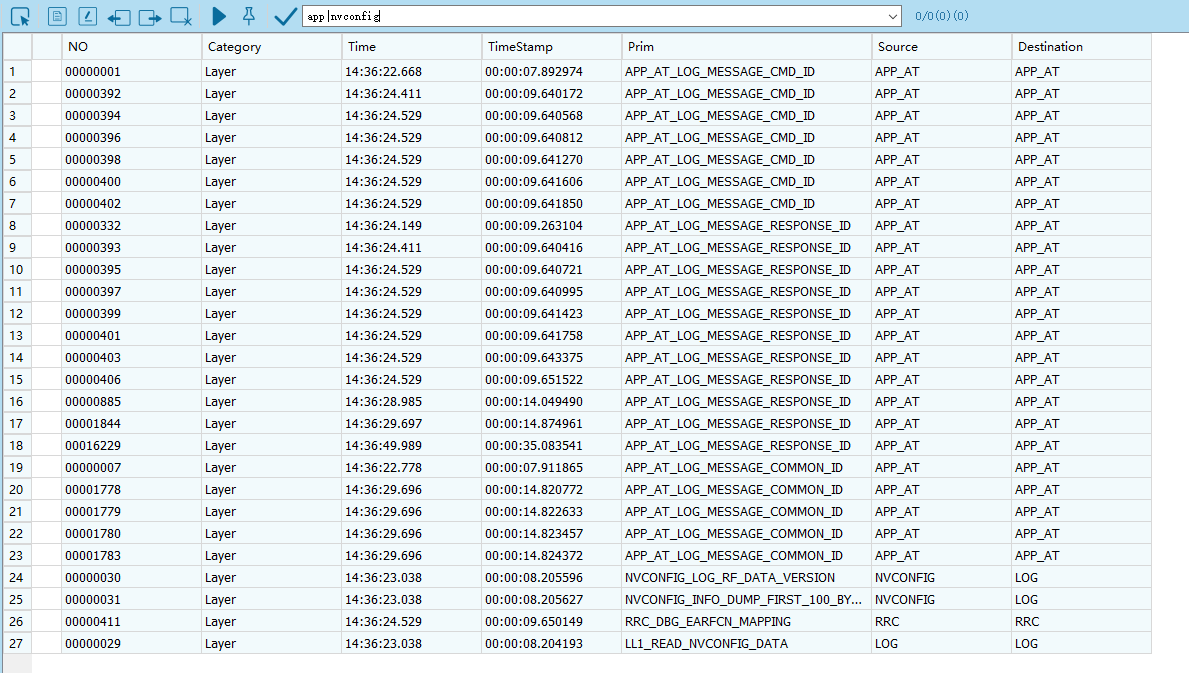 app|nvconfig 0/0(0)(0)
NO Category Time TimeStamp Prim Source Destination
1 00000001 Layer 14:36:22.668 00:00:07.892974 APP_AT_LOG_MESSAGE_CMD_ID APP_AT APP_AT
2 00000392 Layer 14:36:24.411 00:00:09.640172 APP_AT_LOG_MESSAGE_CMD_ID APP_AT APP_AT
3 00000394 Layer 14:36:24.529 00:00:09.640568 APP_AT_LOG_MESSAGE_CMD_ID APP_AT APP_AT
4 00000396 Layer 14:36:24.529 00:00:09.640812 APP_AT_LOG_MESSAGE_CMD_ID APP_AT APP_AT
5 00000398 Layer 14:36:24.529 00:00:09.641270 APP_AT_LOG_MESSAGE_CMD_ID APP_AT APP_AT
6 00000400 Layer 14:36:24.529 00:00:09.641606 APP_AT_LOG_MESSAGE_CMD_ID APP_AT APP_AT
7 00000402 Layer 14:36:24.529 00:00:09.641850 APP_AT_LOG_MESSAGE_CMD_ID APP_AT APP_AT
8 00000332 Layer 14:36:24.149 00:00:09.263104 APP_AT_LOG_MESSAGE_RESPONSE_ID APP_AT APP_AT
9 00000393 Layer 14:36:24.411 00:00:09.640416 APP_AT_LOG_MESSAGE_RESPONSE_ID APP_AT APP_AT
10 00000395 Layer 14:36:24.529 00:00:09.640721 APP_AT_LOG_MESSAGE_RESPONSE_ID APP_AT APP_AT
11 00000397 Layer 14:36:24.529 00:00:09.640995 APP_AT_LOG_MESSAGE_RESPONSE_ID APP_AT APP_AT
12 00000399 Layer 14:36:24.529 00:00:09.641423 APP_AT_LOG_MESSAGE_RESPONSE_ID APP_AT APP_AT
13 00000401 Layer 14:36:24.529 00:00:09.641758 APP_AT_LOG_MESSAGE_RESPONSE_ID APP_AT APP_AT
14 00000403 Layer 14:36:24.529 00:00:09.643375 APP_AT_LOG_MESSAGE_RESPONSE_ID APP_AT APP_AT
15 00000406 Layer 14:36:24.529 00:00:09.651522 APP_AT_LOG_MESSAGE_RESPONSE_ID APP_AT APP_AT
16 00000885 Layer 14:36:28.985 00:00:14.049490 APP_AT_LOG_MESSAGE_RESPONSE_ID APP_AT APP_AT
17 00001844 Layer 14:36:29.697 00:00:14.874961 APP_AT_LOG_MESSAGE_RESPONSE_ID APP_AT APP_AT
18 00016229 Layer 14:36:49.989 00:00:35.083541 APP_AT_LOG_MESSAGE_RESPONSE_ID APP_AT APP_AT
19 00000007 Layer 14:36:22.778 00:00:07.911865 APP_AT_LOG_MESSAGE_COMMON_ID APP_AT APP_AT
20 00001778 Layer 14:36:29.696 00:00:14.820772 APP_AT_LOG_MESSAGE_COMMON_ID APP_AT APP_AT
21 00001779 Layer 14:36:29.696 00:00:14.822633 APP_AT_LOG_MESSAGE_COMMON_ID APP_AT APP_AT
22 00001780 Layer 14:36:29.696 00:00:14.823457 APP_AT_LOG_MESSAGE_COMMON_ID APP_AT APP_AT
23 00001783 Layer 14:36:29.696 00:00:14.824372 APP_AT_LOG_MESSAGE_COMMON_ID APP_AT APP_AT
24 00000030 Layer 14:36:23.038 00:00:08.205596 NVCONFIG_LOG_RF_DATA_VERSION NVCONFIG LOG
25 00000031 Layer 14:36:23.038 00:00:08.205627 NVCONFIG_INFO_DUMP_FIRST_100_BY... NVCONFIG LOG
26 00000411 Layer 14:36:24.529 00:00:09.650149 RRC_DBG_EARFCN_MAPPING RRC RRC
27 00000029 Layer 14:36:23.038 00:00:08.204193 LL1_READ_NVCONFIG_DATA LOG LOG